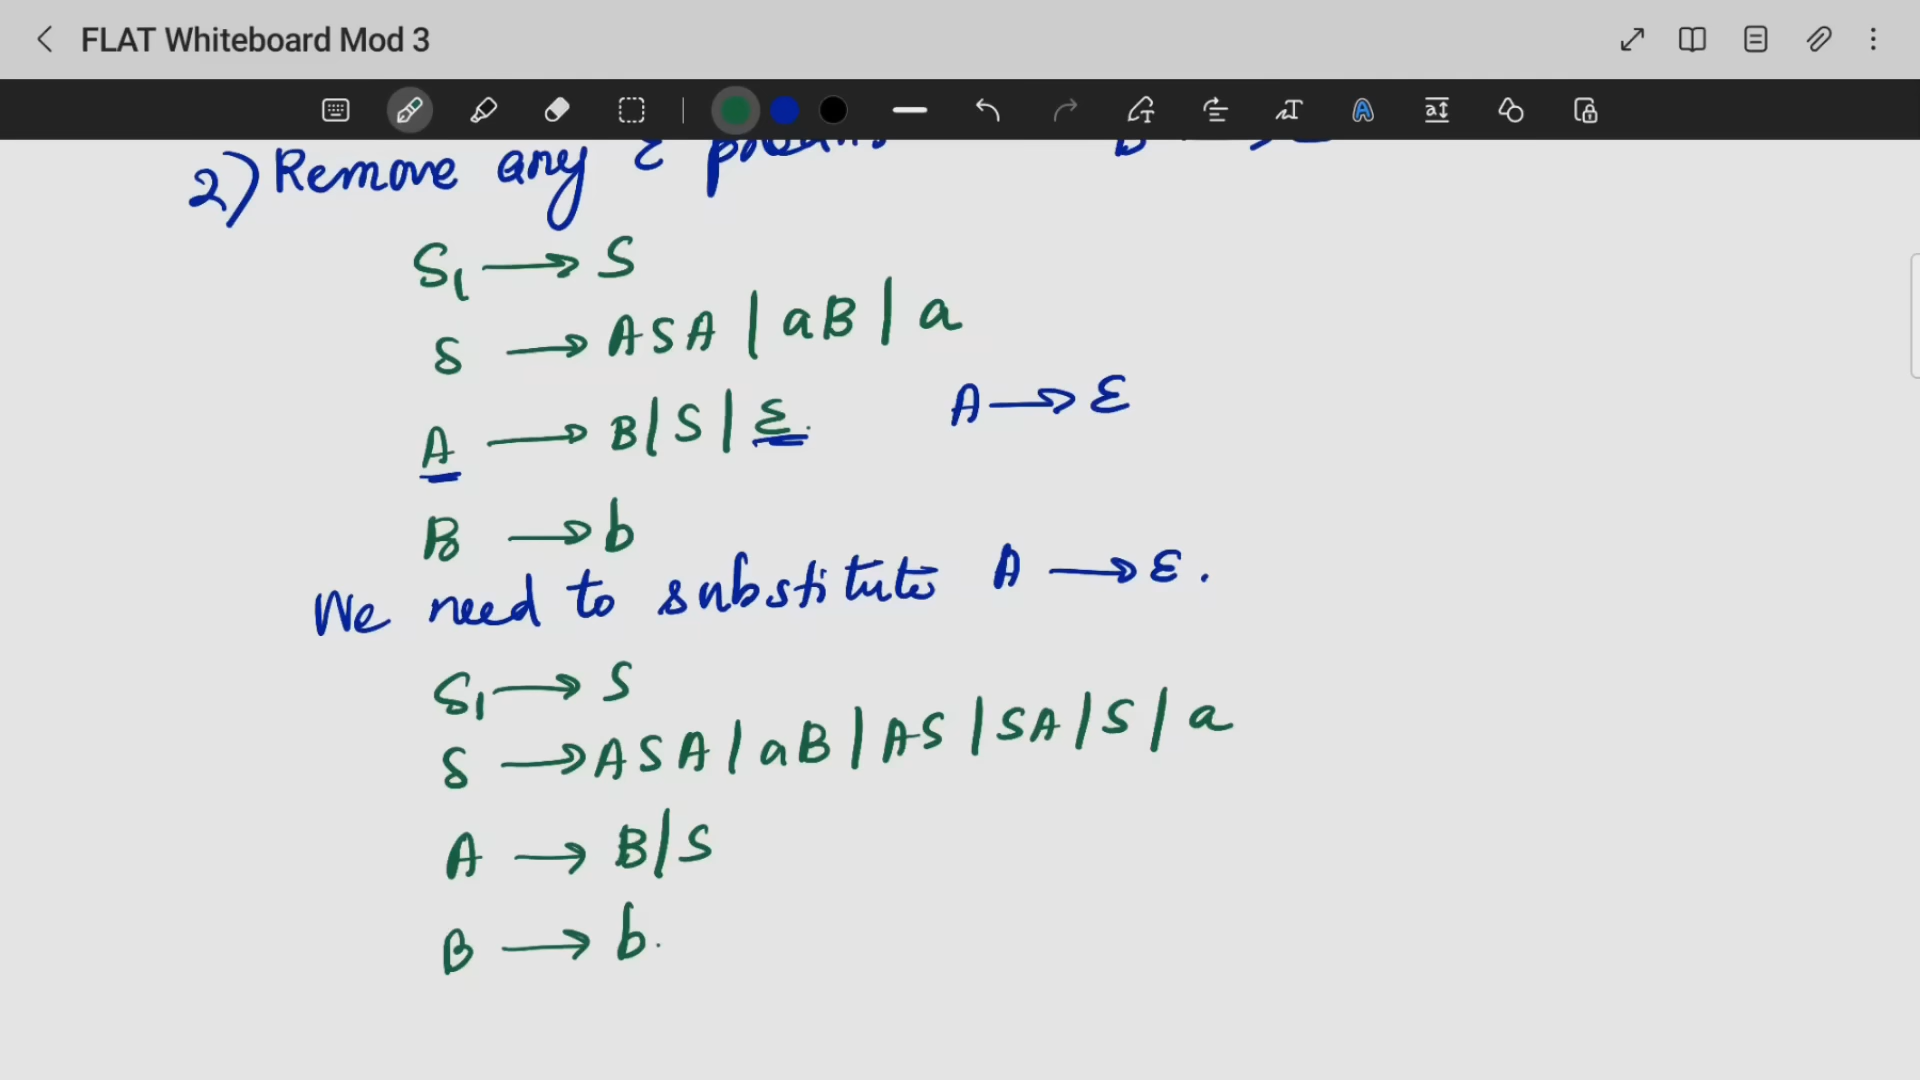 FLAT Whiteboard Mod 3
2) Remove any ε
S₁ → S
S → ASA | aB | a
A → B | S | ε.
A → ε
B → b
We need to substitute A → ε.
S₁ → S
S → ASA | aB | AS | SA | S | a
A → B | S
B → b.